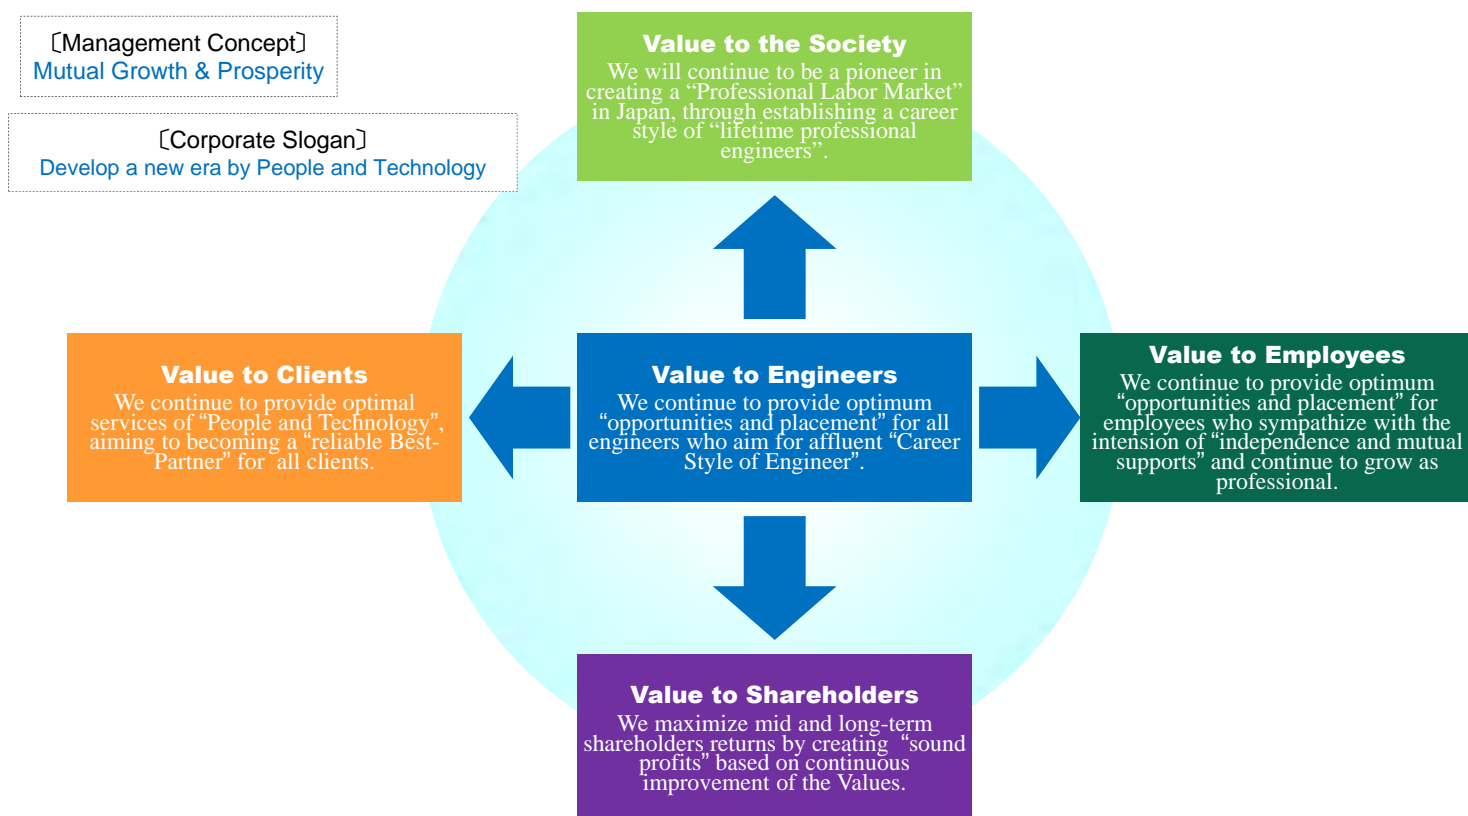 〔Management Concept〕
Mutual Growth & Prosperity
〔Corporate Slogan〕
Develop a new era by People and Technology
Value to the Society
We will continue to be a pioneer in
creating a “Professional Labor Market”
in Japan, through establishing a career
style of “lifetime professional
engineers”.
Value to Clients
We continue to provide optimal
services of “People and Technology”,
aiming to becoming a “reliable Best-
Partner” for all clients.
Value to Engineers
We continue to provide optimum
“opportunities and placement” for all
engineers who aim for affluent “Career
Style of Engineer”.
Value to Employees
We continue to provide optimum
“opportunities and placement” for
employees who sympathize with the
intension of “independence and mutual
supports” and continue to grow as
professional.
Value to Shareholders
We maximize mid and long-term
shareholders returns by creating “sound
profits” based on continuous
improvement of the Values.